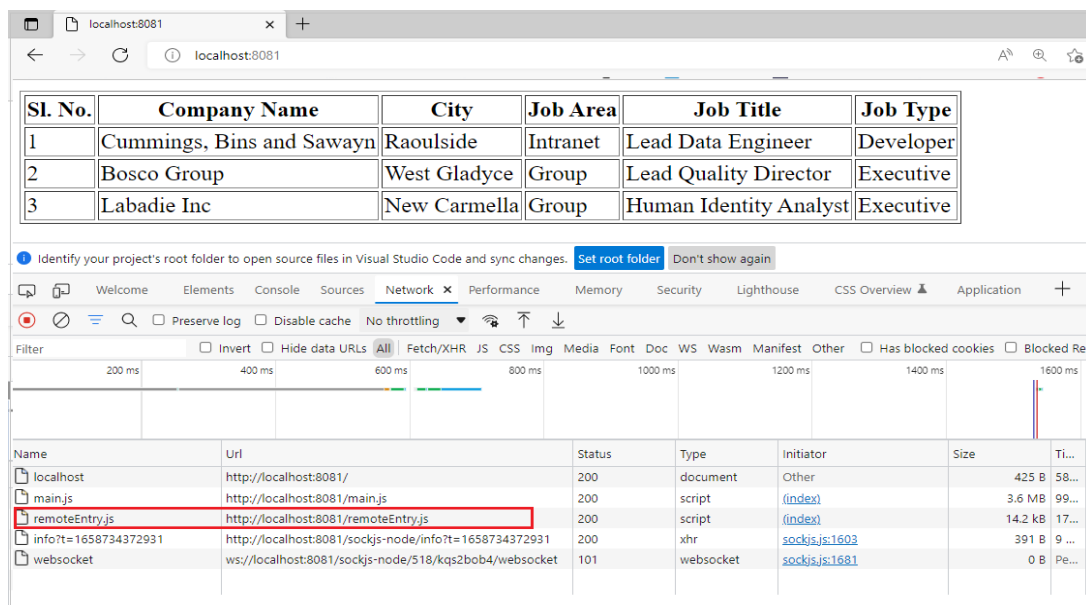 localhost:8081
localhost:8081
Sl. No. Company Name City Job Area Job Title Job Type
1 Cummings, Bins and Sawayn Raoulside Intranet Lead Data Engineer Developer
2 Bosco Group West Gladyce Group Lead Quality Director Executive
3 Labadie Inc New Carmella Group Human Identity Analyst Executive
Identify your project's root folder to open source files in Visual Studio Code and sync changes. Set root folder Don't show again
Welcome Elements Console Sources Network Performance Memory Security Lighthouse CSS Overview Application
Preserve log Disable cache No throttling
Filter Invert Hide data URLs All Fetch/XHR JS CSS Img Media Font Doc WS Wasm Manifest Other Has blocked cookies Blocked Re
200 ms 400 ms 600 ms 800 ms 1000 ms 1200 ms 1400 ms 1600 ms
Name Url Status Type Initiator Size Ti...
localhost http://localhost:8081/ 200 document Other 425 B 58...
main.js http://localhost:8081/main.js 200 script (index) 3.6 MB 99...
remoteEntry.js http://localhost:8081/remoteEntry.js 200 script (index) 14.2 kB 17...
info?t=1658734372931 http://localhost:8081/sockjs-node/info?t=1658734372931 200 xhr sockjs.js:1603 391 B 9 ...
websocket ws://localhost:8081/sockjs-node/518/kqs2bob4/websocket 101 websocket sockjs.js:1681 0 B Pe...